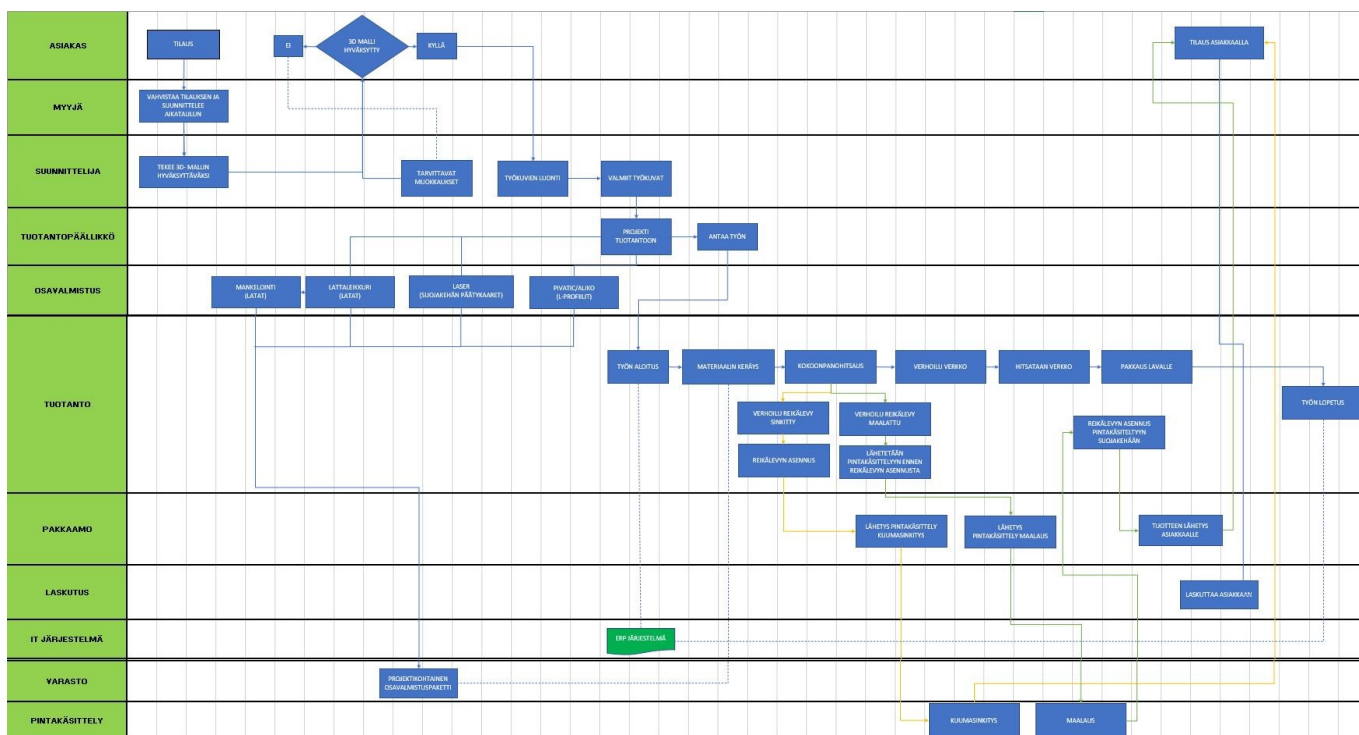 ASIAKAS
TILAUS
EI
3D MALLI
HYVÄKSYTTY
KYLLÄ
TILAUS ASIAKKAALLA
MYYJÄ
VAHVISTAA TILAUKSEN JA
SUUNNITTELEE
AIKATAULUN
SUUNNITTELIJA
TEKEE 3D- MALLIN
HYVÄKSYTTÄVÄKSI
TARVITTAVAT
MUOKKAUKSET
TYÖKUVIEN LUONTI
VALMIIT TYÖKUVAT
TUOTANTOPÄÄLLIKKÖ
PROJEKTI
TUOTANTOON
ANTAA TYÖN
OSAVALMISTUS
MANKELOINTI
(LATAT)
LATTALEIKKURI
(LATAT)
LASER
(SUOJAKEHÄN PÄÄTYKAARET)
PIVATIC/ALIKO
(L-PROFIILIT)
TUOTANTO
TYÖN ALOITUS
MATERIAALIN KERÄYS
KOKOONPANOHITSAUS
VERHOILU VERKKO
HITSATAAN VERKKO
PAKKAUS LAVALLE
TYÖN LOPETUS
VERHOILU REIKÄLEVY
SINKITTY
VERHOILU REIKÄLEVY
MAALATTU
REIKÄLEVYN ASENNUS
PINTAKÄSITELTYYN
SUOJAKEHÄÄN
REIKÄLEVYN ASENNUS
LÄHETETÄÄN
PINTAKÄSITTELYYN ENNEN
REIKÄLEVYN ASENNUSTA
PAKKAAMO
LÄHETYS PINTAKÄSITTELY
KUUMASINKITYS
LÄHETYS
PINTAKÄSITTELY MAALAUS
TUOTTEEN LÄHETYS
ASIAKKAALLE
LASKUTUS
LASKUTTAA ASIAKKAAN
IT JÄRJESTELMÄ
ERP JÄRJESTELMÄ
VARASTO
PROJEKTIKOHTAINEN
OSAVALMISTUSPAKETTI
PINTAKÄSITTELY
KUUMASINKITYS
MAALAUS